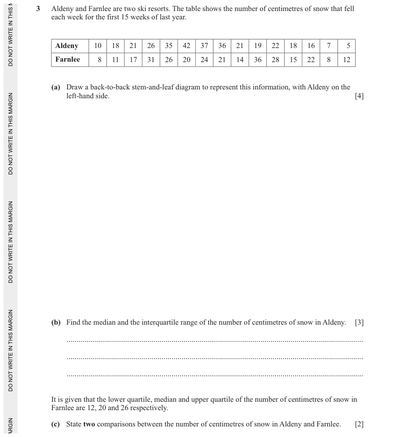 DO NOT WRITE IN THIS M
DO NOT WRITE IN THIS MARGIN
DO NOT WRITE IN THIS MARGIN
DO NOT WRITE IN THIS MARGIN
ARGIN
3 Aldeny and Farnlee are two ski resorts. The table shows the number of centimetres of snow that fell
each week for the first 15 weeks of last year.
Aldeny 10 18 21 26 35 42 37 36 21 19 22 18 16 7 5
Farnlee 8 11 17 31 26 20 24 21 14 36 28 15 22 8 12
(a) Draw a back-to-back stem-and-leaf diagram to represent this information, with Aldeny on the
left-hand side. [4]
(b) Find the median and the interquartile range of the number of centimetres of snow in Aldeny. [3]
It is given that the lower quartile, median and upper quartile of the number of centimetres of snow in
Farnlee are 12, 20 and 26 respectively.
(c) State two comparisons between the number of centimetres of snow in Aldeny and Farnlee. [2]